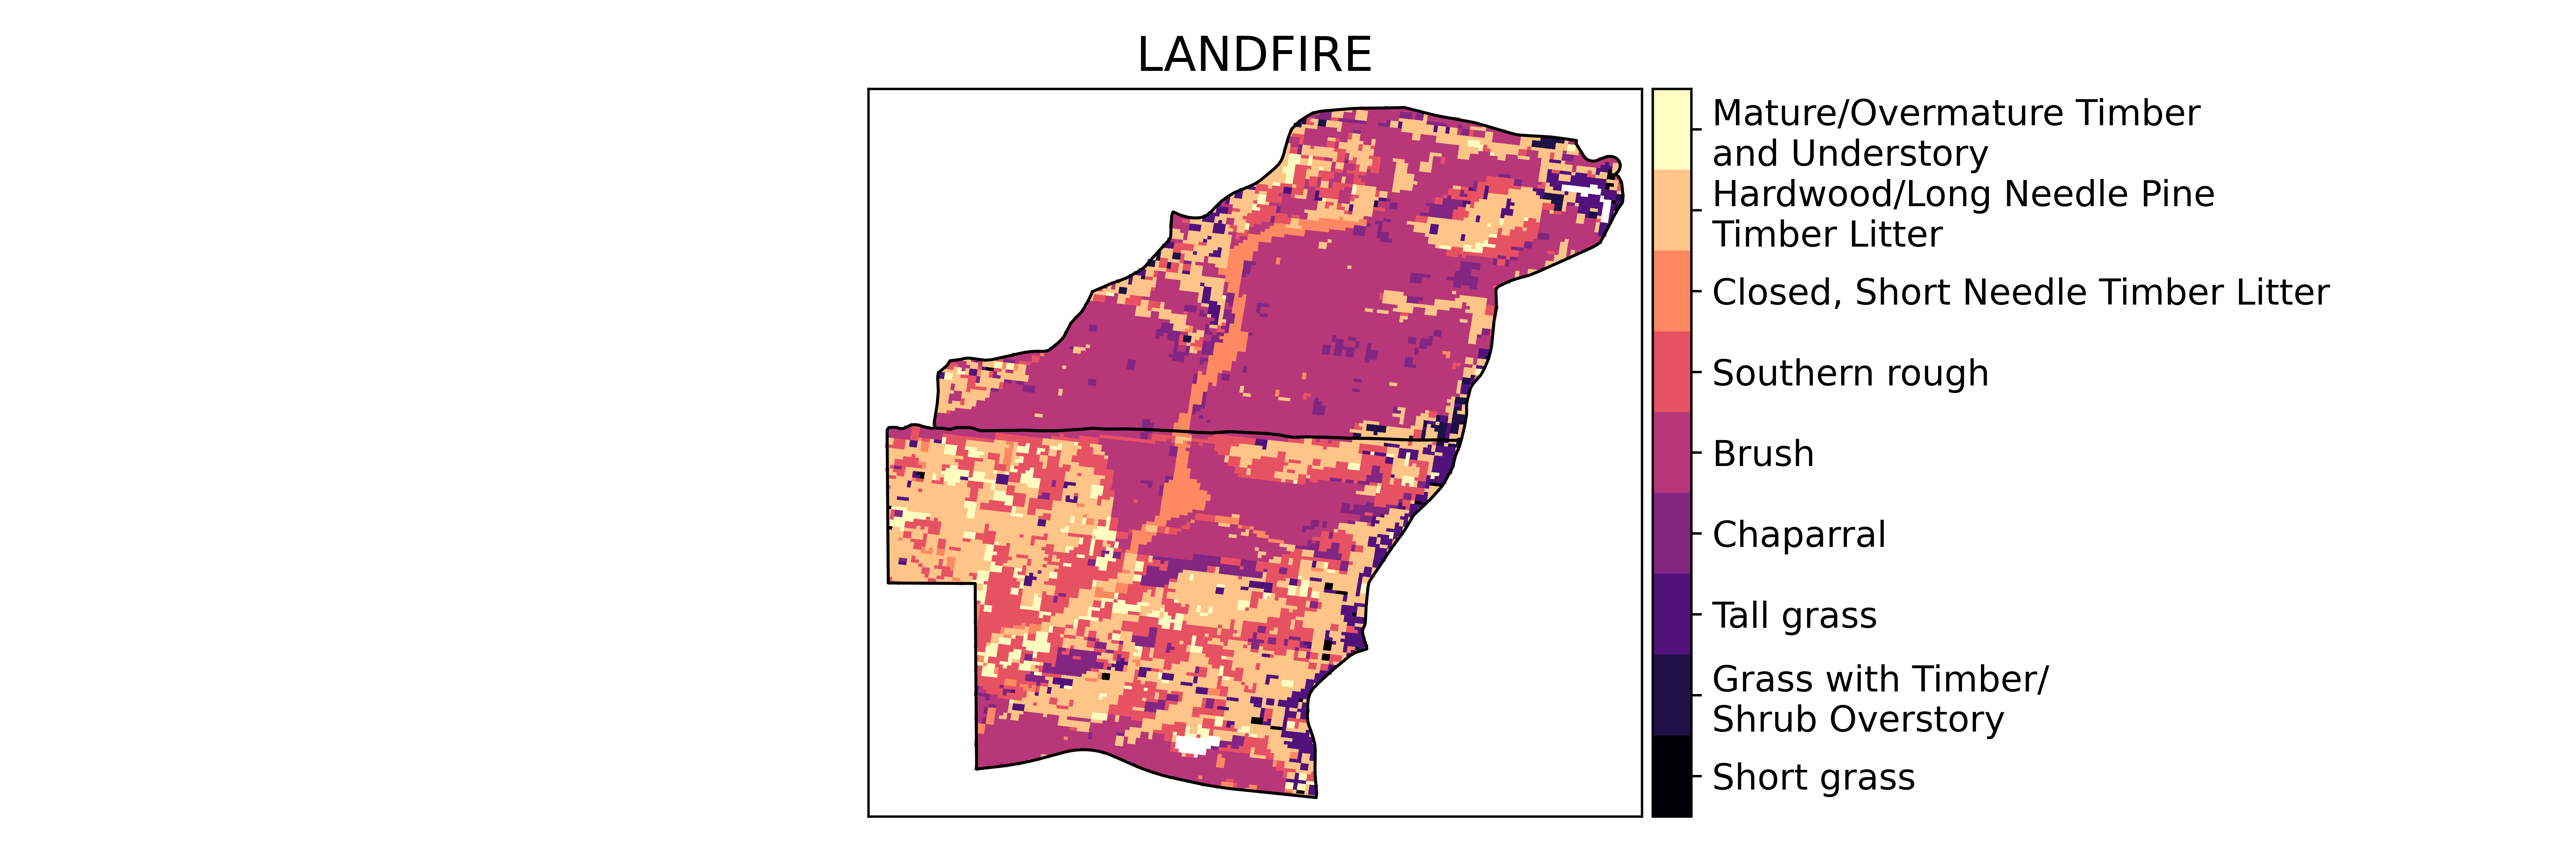 LANDFIRE
Mature/Overmature Timber
and Understory
Hardwood/Long Needle Pine
Timber Litter
Closed, Short Needle Timber Litter
Southern rough
Brush
Chaparral
Tall grass
Grass with Timber/
Shrub Overstory
Short grass